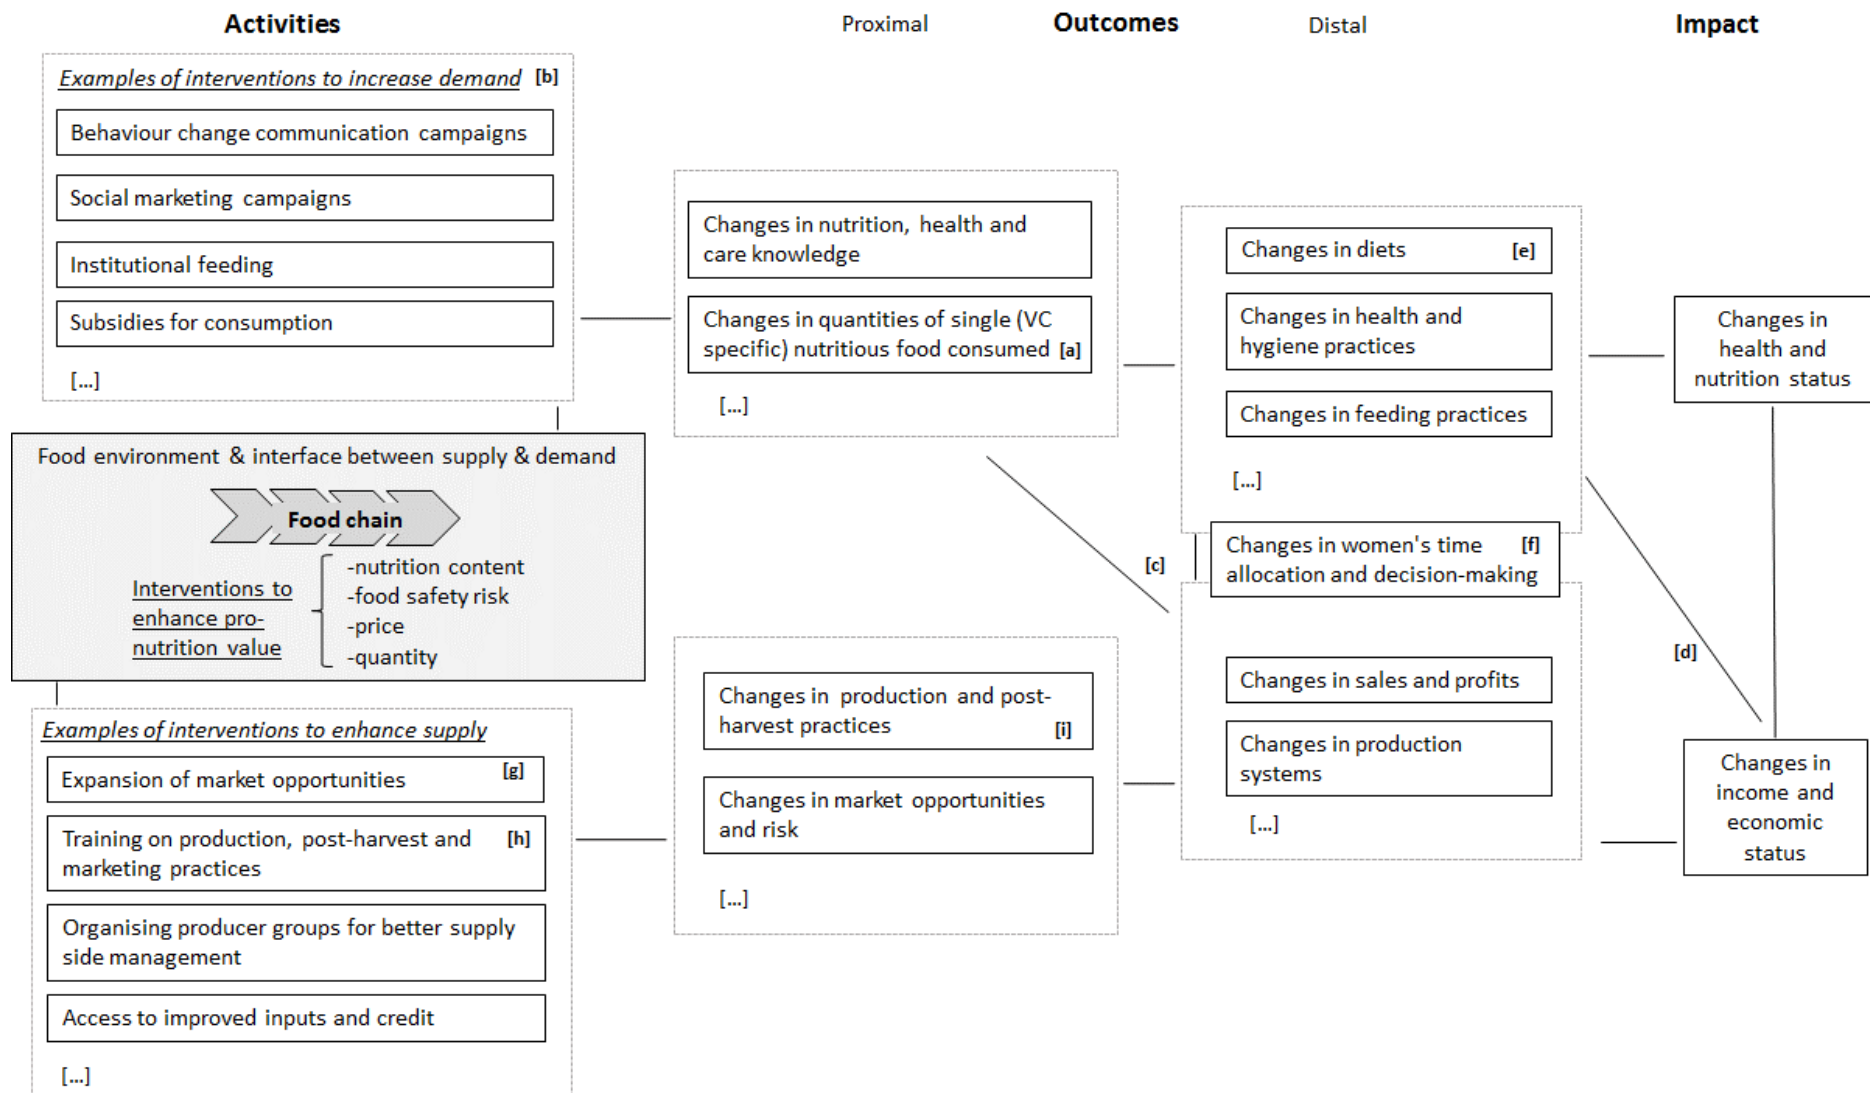 Activities
Proximal
Outcomes
Distal
Impact
Examples of interventions to increase demand [b]
Behaviour change communication campaigns
Social marketing campaigns
Institutional feeding
Subsidies for consumption
[...]
Food environment & interface between supply & demand
Food chain
Interventions to
enhance pro-
nutrition value
-nutrition content
-food safety risk
-price
-quantity
Examples of interventions to enhance supply
Expansion of market opportunities [g]
Training on production, post-harvest and [h]
marketing practices
Organising producer groups for better supply
side management
Access to improved inputs and credit
[...]
Changes in nutrition, health and
care knowledge
Changes in quantities of single (VC
specific) nutritious food consumed [a]
[...]
[c]
Changes in production and post-
harvest practices [i]
Changes in market opportunities
and risk
[...]
Changes in diets [e]
Changes in health and
hygiene practices
Changes in feeding practices
[...]
Changes in women's time [f]
allocation and decision-making
Changes in sales and profits
Changes in production
systems
[...]
[d]
Changes in
health and
nutrition status
Changes in
income and
economic
status